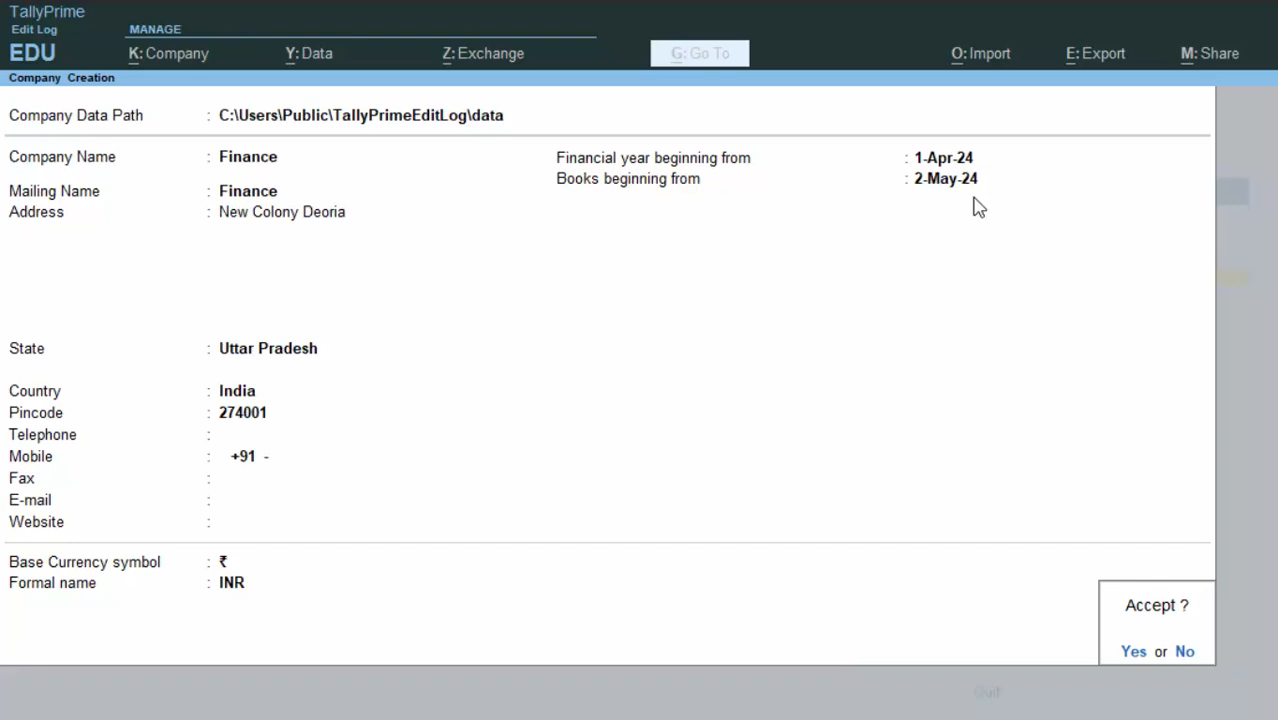 TallyPrime
Edit Log
EDU
MANAGE
K: Company Y: Data Z: Exchange G: Go To O: Import E: Export M: Share
Company Creation
Company Data Path : C:\Users\Public\TallyPrimeEditLog\data
Company Name : Finance Financial year beginning from : 1-Apr-24
Books beginning from : 2-May-24
Mailing Name : Finance
Address : New Colony Deoria
State : Uttar Pradesh
Country : India
Pincode : 274001
Telephone :
Mobile : +91 -
Fax :
E-mail :
Website :
Base Currency symbol : ₹
Formal name : INR
Accept ?
Yes or No
Quit